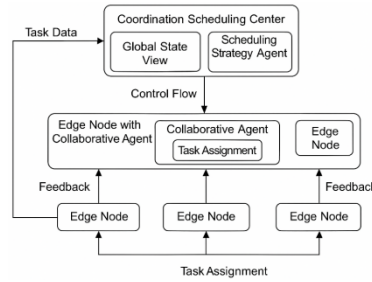 Coordination Scheduling Center
Task Data
Global State
View
Scheduling
Strategy Agent
Control Flow
Edge Node with
Collaborative Agent
Collaborative Agent
Task Assignment
Edge
Node
Feedback
Feedback
Edge Node
Edge Node
Edge Node
Task Assignment